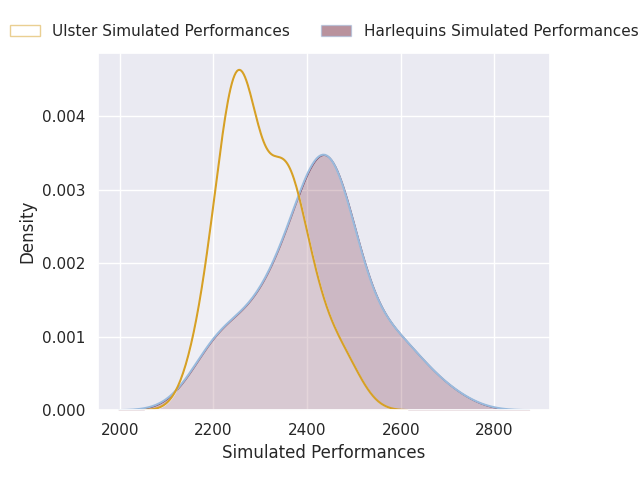 Ulster Simulated Performances Harlequins Simulated Performances
0.004
0.003
0.002
0.001
0.000
Density
2000 2200 2400 2600 2800
Simulated Performances